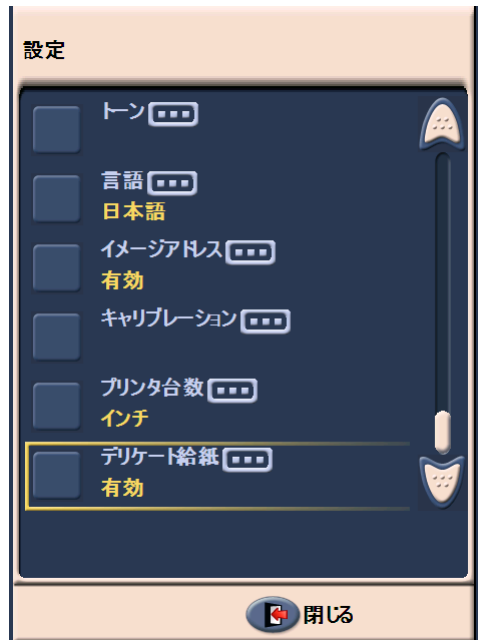 設定
トーン
言語
日本語
イメージアドレス
有効
キャリブレーション
プリンタ台数
インチ
デリケート給紙
有効
閉じる